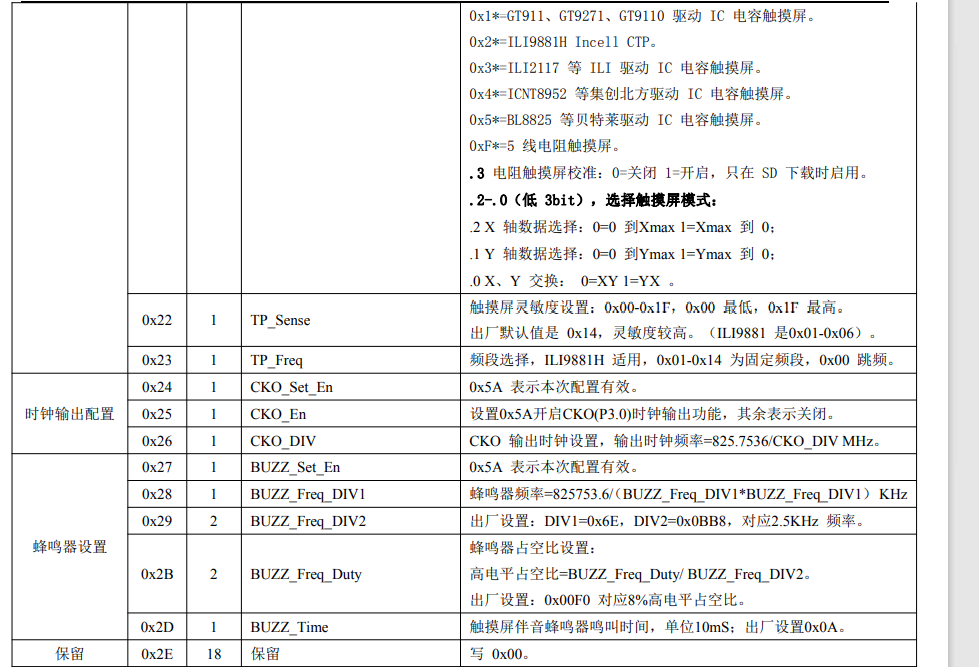 0x1*=GT911、GT9271、GT9110 驱动 IC 电容触摸屏。
0x2*=ILI9881H Incell CTP。
0x3*=ILI2117 等 ILI 驱动 IC 电容触摸屏。
0x4*=ICNT8952 等集创北方驱动 IC 电容触摸屏。
0x5*=BL8825 等贝特莱驱动 IC 电容触摸屏。
0xF*=5 线电阻触摸屏。
.3 电阻触摸屏校准：0=关闭 1=开启，只在 SD 下载时启用。
.2-.0（低 3bit），选择触摸屏模式：
.2 X 轴数据选择：0=0 到Xmax 1=Xmax 到 0；
.1 Y 轴数据选择：0=0 到Ymax 1=Ymax 到 0；
.0 X、Y 交换： 0=XY 1=YX 。
0x22 1 TP_Sense 触摸屏灵敏度设置：0x00-0x1F，0x00 最低，0x1F 最高。
出厂默认值是 0x14，灵敏度较高。（ILI9881 是0x01-0x06）。
0x23 1 TP_Freq 频段选择，ILI9881H 适用，0x01-0x14 为固定频段，0x00 跳频。
时钟输出配置 0x24 1 CKO_Set_En 0x5A 表示本次配置有效。
0x25 1 CKO_En 设置0x5A开启CKO(P3.0)时钟输出功能，其余表示关闭。
0x26 1 CKO_DIV CKO 输出时钟设置，输出时钟频率=825.7536/CKO_DIV MHz。
蜂鸣器设置 0x27 1 BUZZ_Set_En 0x5A 表示本次配置有效。
0x28 1 BUZZ_Freq_DIV1 蜂鸣器频率=825753.6/（BUZZ_Freq_DIV1*BUZZ_Freq_DIV1）KHz
0x29 2 BUZZ_Freq_DIV2 出厂设置：DIV1=0x6E，DIV2=0x0BB8，对应2.5KHz 频率。
0x2B 2 BUZZ_Freq_Duty 蜂鸣器占空比设置：
高电平占空比=BUZZ_Freq_Duty/ BUZZ_Freq_DIV2。
出厂设置：0x00F0 对应8%高电平占空比。
0x2D 1 BUZZ_Time 触摸屏伴音蜂鸣器鸣叫时间，单位10mS；出厂设置0x0A。
保留 0x2E 18 保留 写 0x00。